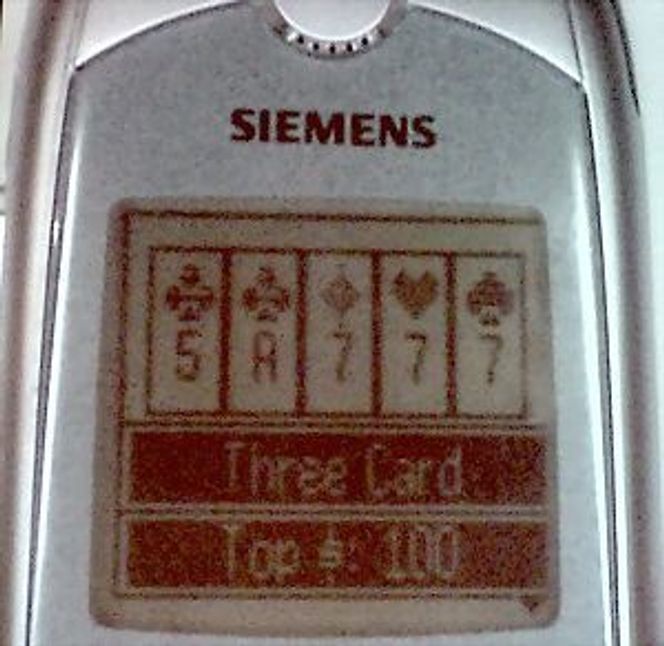 SIEMENS
5 A 7 7 7
Three Card
Top $: 100